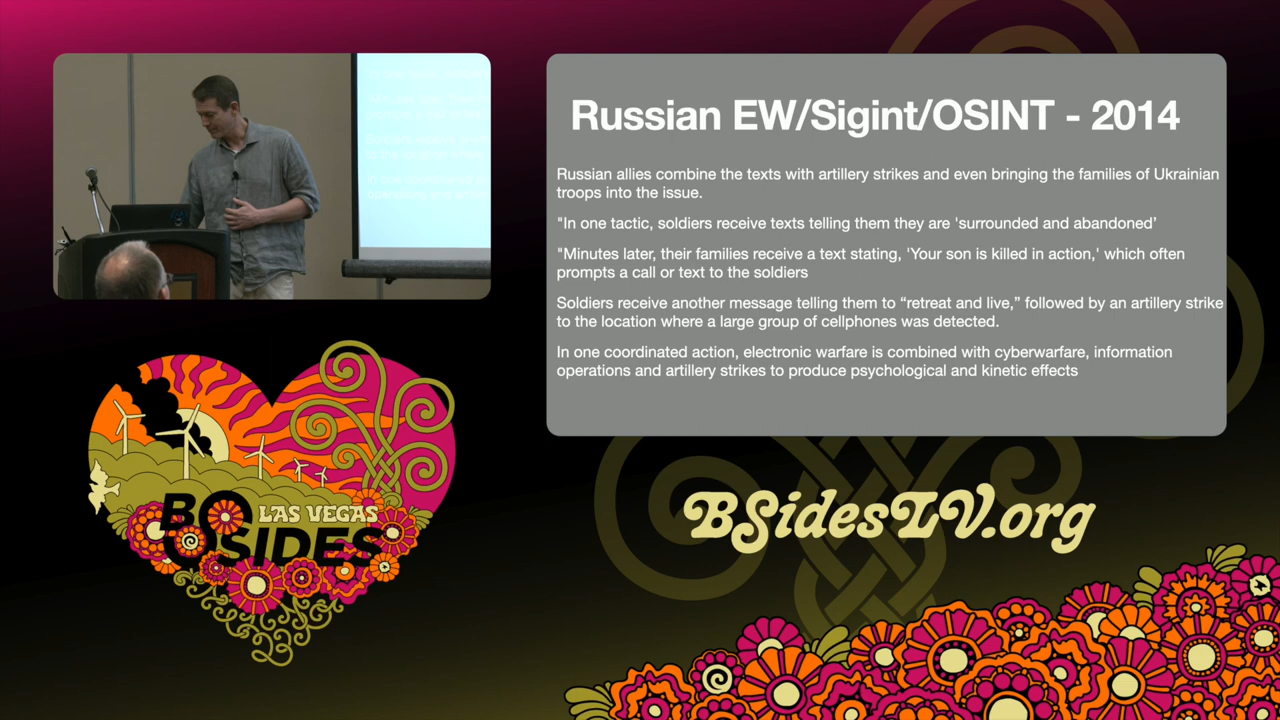 Russian EW/Sigint/OSINT - 2014
Russian allies combine the texts with artillery strikes and even bringing the families of Ukrainian
troops into the issue.
"In one tactic, soldiers receive texts telling them they are 'surrounded and abandoned’
"Minutes later, their families receive a text stating, 'Your son is killed in action,' which often
prompts a call or text to the soldiers
Soldiers receive another message telling them to “retreat and live,” followed by an artillery strike
to the location where a large group of cellphones was detected.
In one coordinated action, electronic warfare is combined with cyberwarfare, information
operations and artillery strikes to produce psychological and kinetic effects
LAS VEGAS
BSIDES
BSidesLV.org